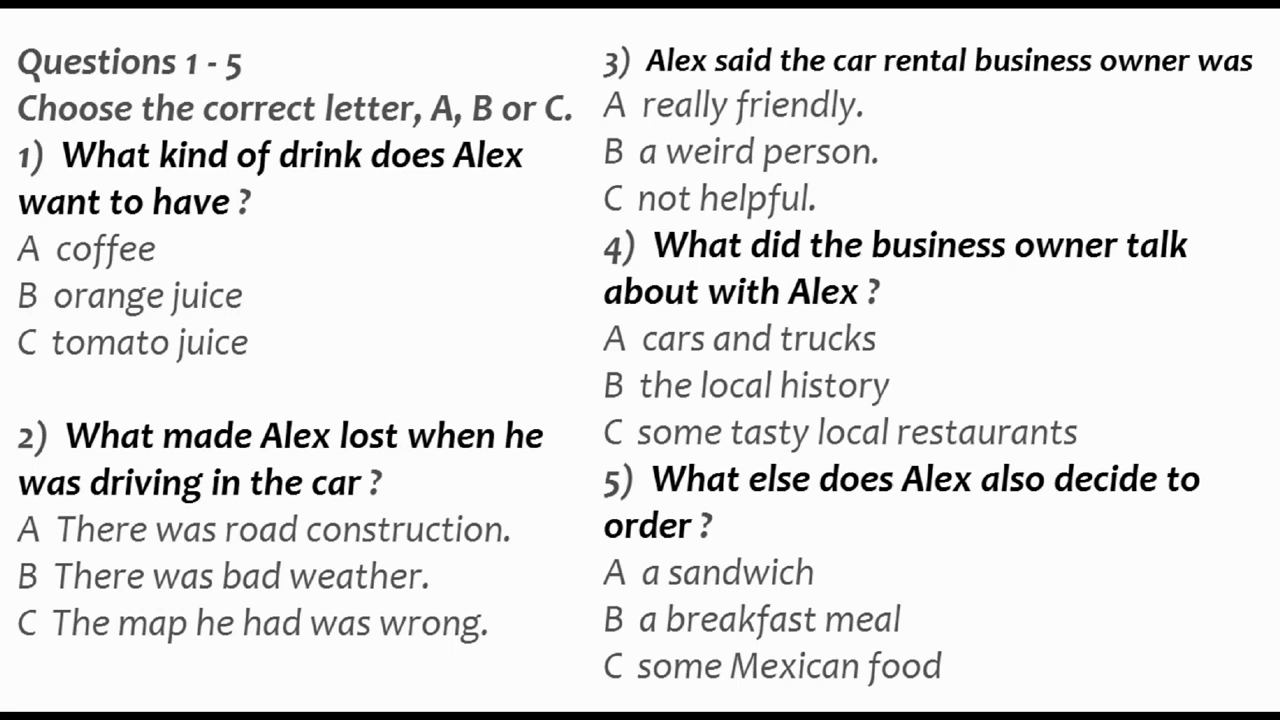 Questions 1 - 5
Choose the correct letter, A, B or C.
1) What kind of drink does Alex
want to have ?
A coffee
B orange juice
C tomato juice
2) What made Alex lost when he
was driving in the car ?
A There was road construction.
B There was bad weather.
C The map he had was wrong.
3) Alex said the car rental business owner was
A really friendly.
B a weird person.
C not helpful.
4) What did the business owner talk
about with Alex ?
A cars and trucks
B the local history
C some tasty local restaurants
5) What else does Alex also decide to
order ?
A a sandwich
B a breakfast meal
C some Mexican food